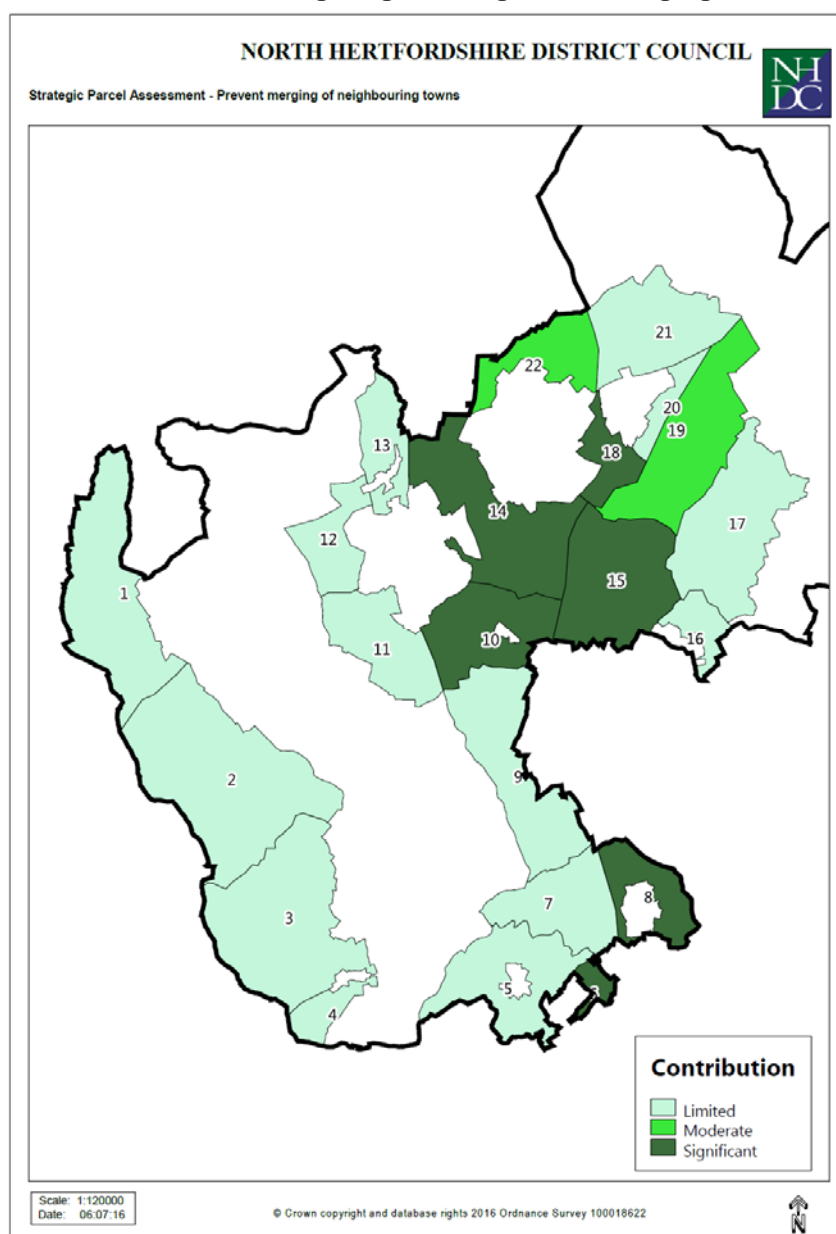 NORTH HERTFORDSHIRE DISTRICT COUNCIL
NH
DC
Strategic Parcel Assessment - Prevent merging of neighbouring towns
21
22
20
13
19
18
14
17
12
1
15
10
16
11
2
9
8
7
3
5
4
Contribution
Limited
Moderate
Significant
Scale: 1:120000
Date: 06:07:16
© Crown copyright and database rights 2016 Ordnance Survey 100018622
N